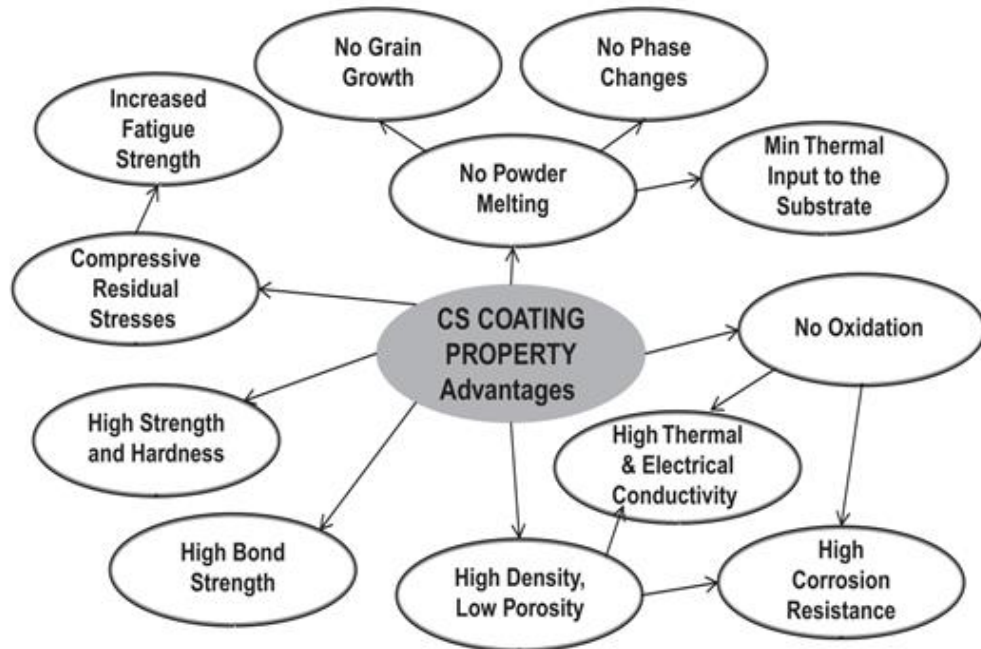 No Grain
Growth
No Phase
Changes
Increased
Fatigue
Strength
No Powder
Melting
Min Thermal
Input to the
Substrate
Compressive
Residual
Stresses
CS COATING
PROPERTY
Advantages
No Oxidation
High Strength
and Hardness
High Thermal
& Electrical
Conductivity
High Bond
Strength
High Density,
Low Porosity
High
Corrosion
Resistance